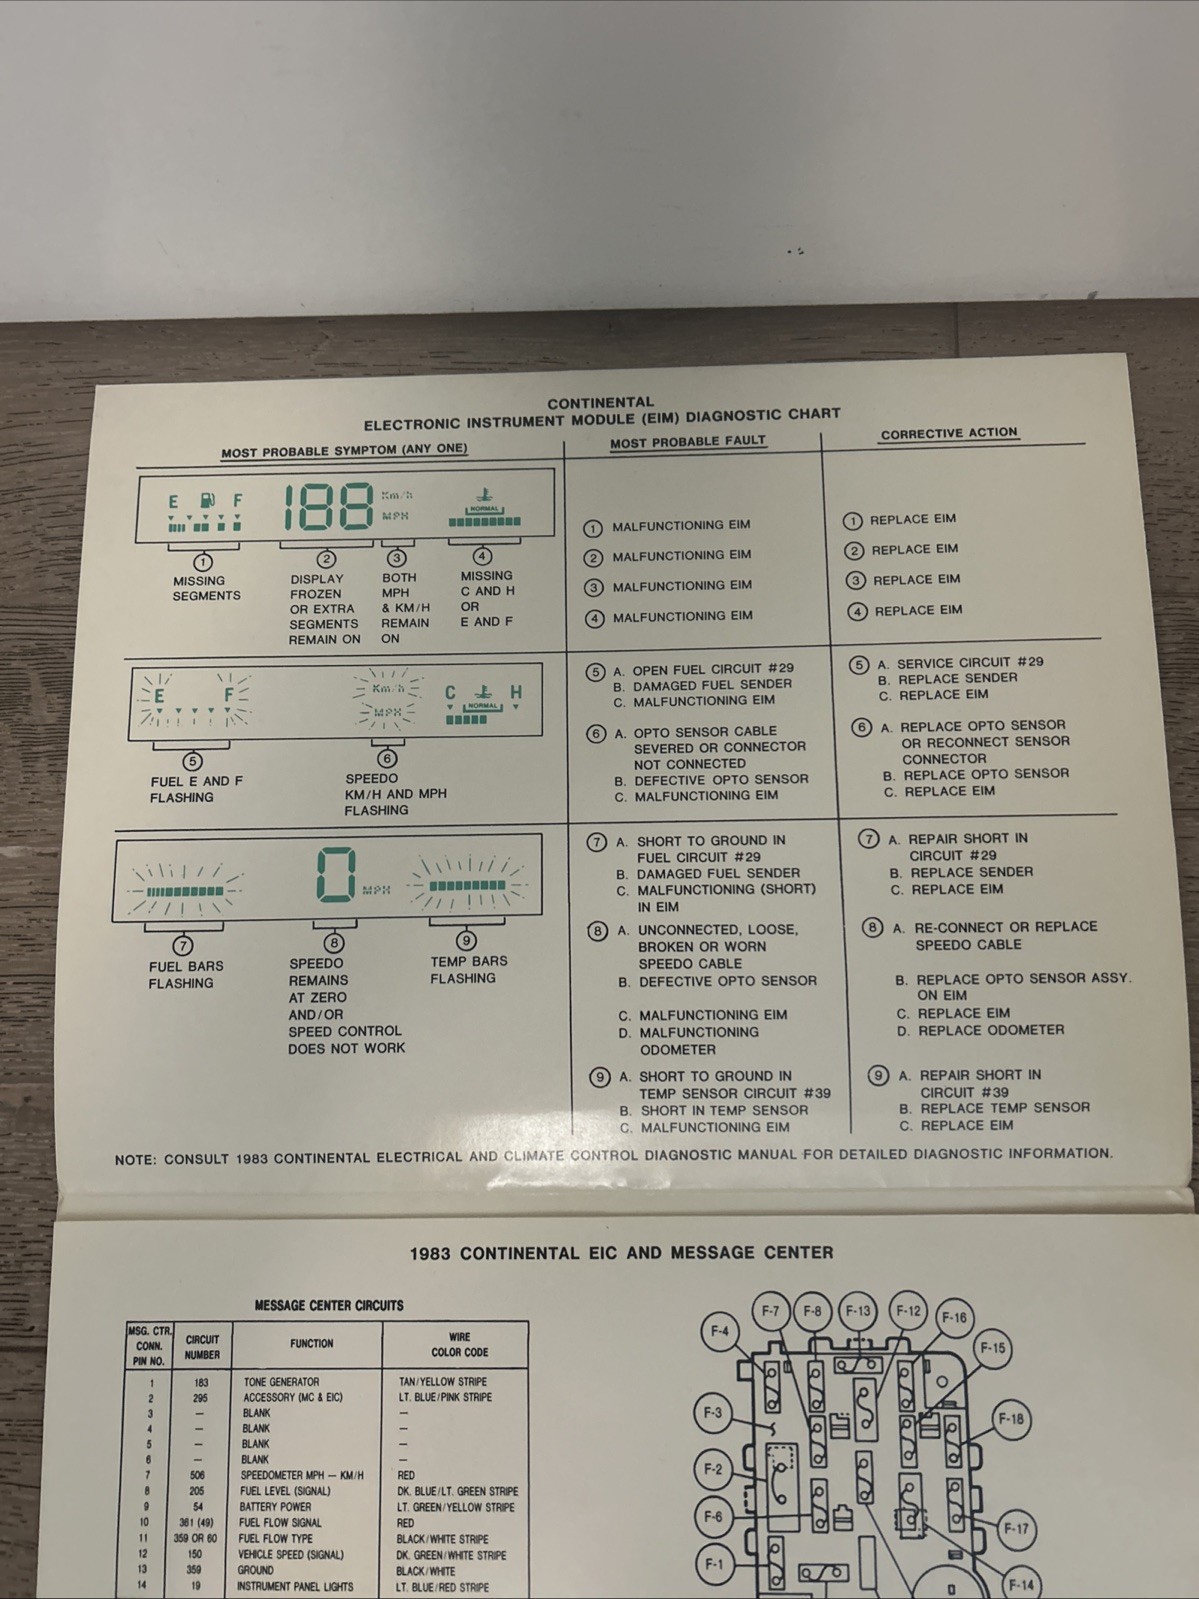 CONTINENTAL
ELECTRONIC INSTRUMENT MODULE (EIM) DIAGNOSTIC CHART
MOST PROBABLE SYMPTOM (ANY ONE)
E F
188
Km/h
MPH
NORMAL
1
MISSING
SEGMENTS
2
DISPLAY
FROZEN
OR EXTRA
SEGMENTS
REMAIN ON
3
BOTH
MPH
& KM/H
REMAIN
ON
4
MISSING
C AND H
OR
E AND F
E F
Km/h
MPH
C H
NORMAL
5
FUEL E AND F
FLASHING
6
SPEEDO
KM/H AND MPH
FLASHING
0
MPH
7
FUEL BARS
FLASHING
8
SPEEDO
REMAINS
AT ZERO
AND/OR
SPEED CONTROL
DOES NOT WORK
9
TEMP BARS
FLASHING
MOST PROBABLE FAULT
1 MALFUNCTIONING EIM
2 MALFUNCTIONING EIM
3 MALFUNCTIONING EIM
4 MALFUNCTIONING EIM
5 A. OPEN FUEL CIRCUIT #29
B. DAMAGED FUEL SENDER
C. MALFUNCTIONING EIM
6 A. OPTO SENSOR CABLE
SEVERED OR CONNECTOR
NOT CONNECTED
B. DEFECTIVE OPTO SENSOR
C. MALFUNCTIONING EIM
7 A. SHORT TO GROUND IN
FUEL CIRCUIT #29
B. DAMAGED FUEL SENDER
C. MALFUNCTIONING (SHORT)
IN EIM
8 A. UNCONNECTED, LOOSE,
BROKEN OR WORN
SPEEDO CABLE
B. DEFECTIVE OPTO SENSOR
C. MALFUNCTIONING EIM
D. MALFUNCTIONING
ODOMETER
9 A. SHORT TO GROUND IN
TEMP SENSOR CIRCUIT #39
B. SHORT IN TEMP SENSOR
C. MALFUNCTIONING EIM
CORRECTIVE ACTION
1 REPLACE EIM
2 REPLACE EIM
3 REPLACE EIM
4 REPLACE EIM
5 A. SERVICE CIRCUIT #29
B. REPLACE SENDER
C. REPLACE EIM
6 A. REPLACE OPTO SENSOR
OR RECONNECT SENSOR
CONNECTOR
B. REPLACE OPTO SENSOR
C. REPLACE EIM
7 A. REPAIR SHORT IN
CIRCUIT #29
B. REPLACE SENDER
C. REPLACE EIM
8 A. RE-CONNECT OR REPLACE
SPEEDO CABLE
B. REPLACE OPTO SENSOR ASSY.
ON EIM
C. REPLACE EIM
D. REPLACE ODOMETER
9 A. REPAIR SHORT IN
CIRCUIT #39
B. REPLACE TEMP SENSOR
C. REPLACE EIM
NOTE: CONSULT 1983 CONTINENTAL ELECTRICAL AND CLIMATE CONTROL DIAGNOSTIC MANUAL FOR DETAILED DIAGNOSTIC INFORMATION.
1983 CONTINENTAL EIC AND MESSAGE CENTER
MESSAGE CENTER CIRCUITS
MSG. CTR.
CONN.
PIN NO.
CIRCUIT
NUMBER
FUNCTION
WIRE
COLOR CODE
1 183 TONE GENERATOR TAN/YELLOW STRIPE
2 295 ACCESSORY (MC & EIC) LT. BLUE/PINK STRIPE
3 — BLANK —
4 — BLANK —
5 — BLANK —
6 — BLANK —
7 506 SPEEDOMETER MPH — KM/H RED
8 205 FUEL LEVEL (SIGNAL) DK. BLUE/LT. GREEN STRIPE
9 54 BATTERY POWER LT. GREEN/YELLOW STRIPE
10 361 (49) FUEL FLOW SIGNAL RED
11 359 OR 60 FUEL FLOW TYPE BLACK/WHITE STRIPE
12 150 VEHICLE SPEED (SIGNAL) DK. GREEN/WHITE STRIPE
13 359 GROUND BLACK/WHITE
14 19 INSTRUMENT PANEL LIGHTS LT. BLUE/RED STRIPE
F-7
F-8
F-13
F-12
F-16
F-4
F-15
F-3
F-18
F-2
F-6
F-17
F-1
F-14